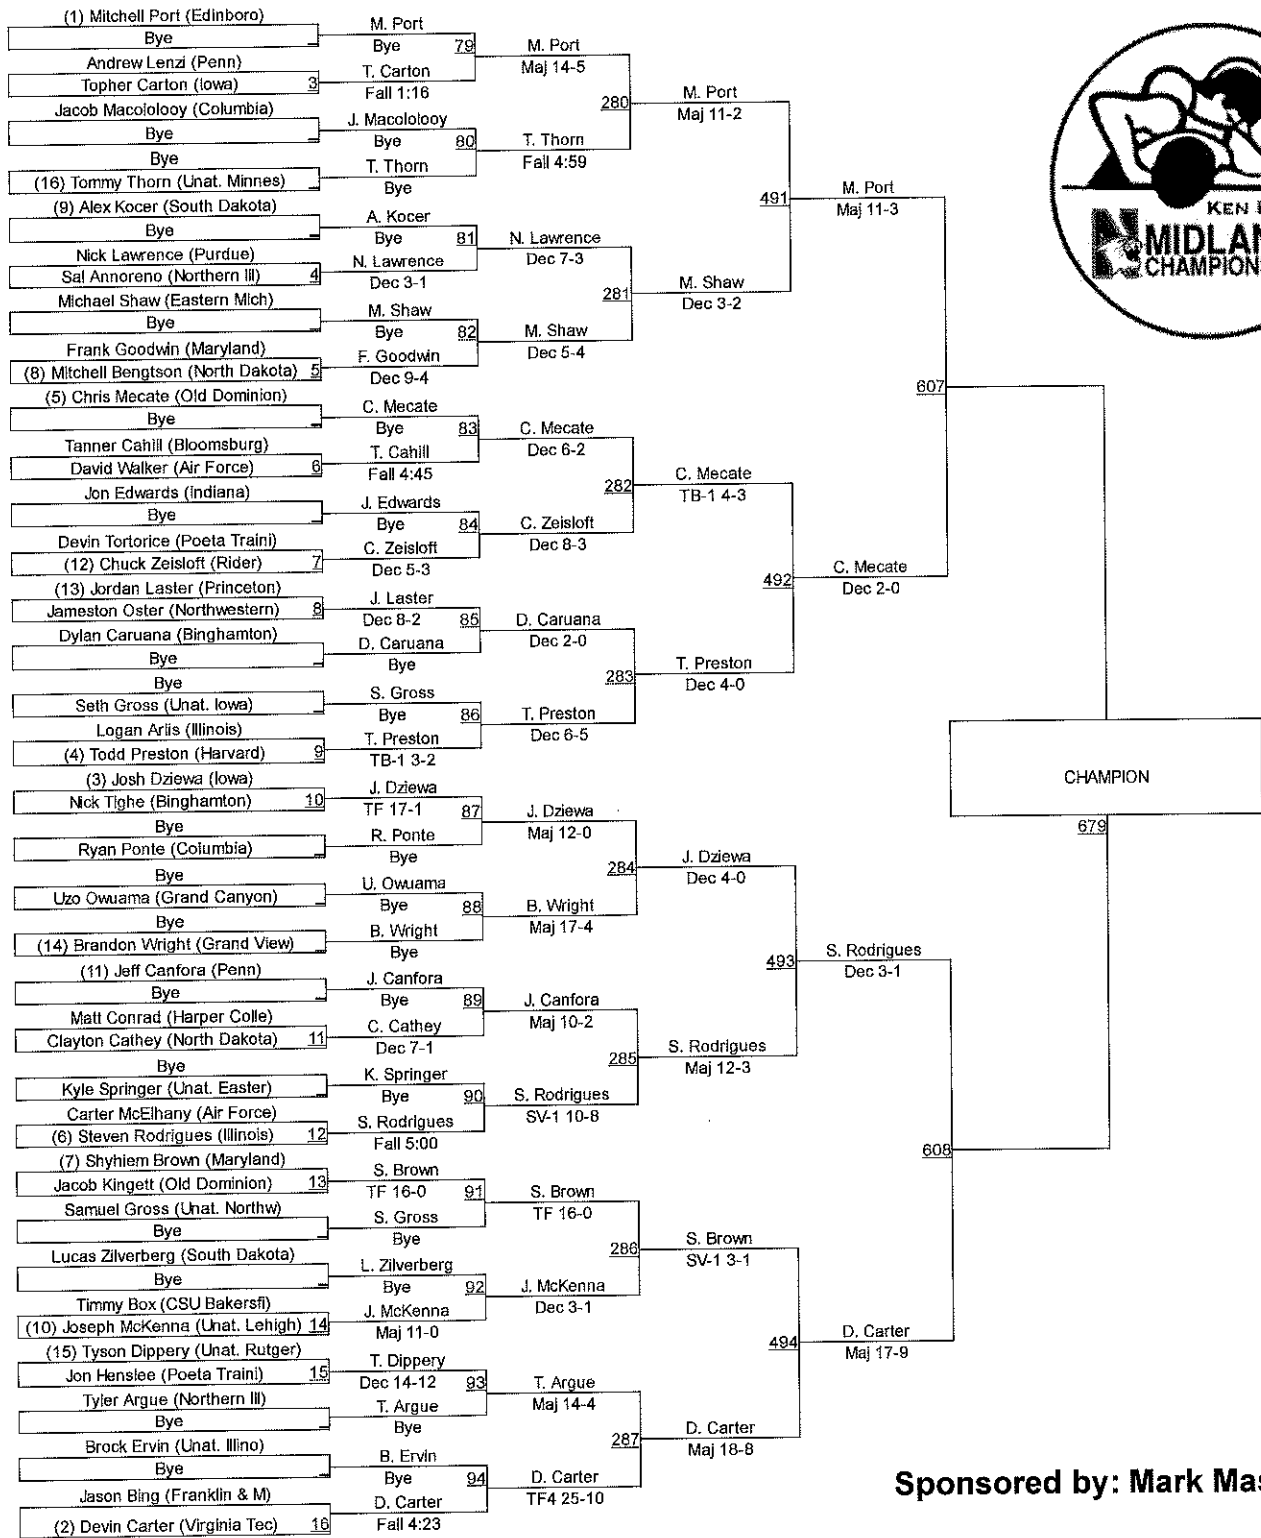 (1) Mitchell Port (Edinboro)
Bye
Andrew Lenzi (Penn)
Topher Carton (Iowa) 3
Jacob Macololooy (Columbia)
Bye
Bye
(16) Tommy Thorn (Unat. Minnes)
(9) Alex Kocer (South Dakota)
Bye
Nick Lawrence (Purdue)
Sal Annoreno (Northern Ill) 4
Michael Shaw (Eastern Mich)
Bye
Frank Goodwin (Maryland)
(8) Mitchell Bengtson (North Dakota) 5
(5) Chris Mecate (Old Dominion)
Bye
Tanner Cahill (Bloomsburg)
David Walker (Air Force) 6
Jon Edwards (Indiana)
Bye
Devin Tortorice (Poeta Traini)
(12) Chuck Zeisloft (Rider) 7
(13) Jordan Laster (Princeton)
Jameston Oster (Northwestern) 8
Dylan Caruana (Binghamton)
Bye
Bye
Seth Gross (Unat. Iowa)
Logan Arlis (Illinois)
(4) Todd Preston (Harvard) 9
(3) Josh Dziewa (Iowa)
Nick Tighe (Binghamton) 10
Bye
Ryan Ponte (Columbia)
Bye
Uzo Owuama (Grand Canyon)
Bye
(14) Brandon Wright (Grand View)
(11) Jeff Canfora (Penn)
Bye
Matt Conrad (Harper Colle)
Clayton Cathey (North Dakota) 11
Bye
Kyle Springer (Unat. Easter)
Carter McElhany (Air Force)
(6) Steven Rodrigues (Illinois) 12
(7) Shyhiem Brown (Maryland)
Jacob Kingett (Old Dominion) 13
Samuel Gross (Unat. Northw)
Bye
Lucas Zilverberg (South Dakota)
Bye
Timmy Box (CSU Bakersfi)
(10) Joseph McKenna (Unat. Lehigh) 14
(15) Tyson Dippery (Unat. Rutger)
Jon Henslee (Poeta Traini) 15
Tyler Argue (Northern Ill)
Bye
Brock Ervin (Unat. Illino)
Bye
Jason Bing (Franklin & M)
(2) Devin Carter (Virginia Tec) 16
M. Port
Bye 79
T. Carton
Fall 1:16
J. Macololooy
Bye 80
T. Thorn
Bye
A. Kocer
Bye 81
N. Lawrence
Dec 3-1
M. Shaw
Bye 82
F. Goodwin
Dec 9-4
C. Mecate
Bye 83
T. Cahill
Fall 4:45
J. Edwards
Bye 84
C. Zeisloft
Dec 5-3
J. Laster
Dec 8-2 85
D. Caruana
Bye
S. Gross
Bye 86
T. Preston
TB-1 3-2
J. Dziewa
TF 17-1 87
R. Ponte
Bye
U. Owuama
Bye 88
B. Wright
Bye
J. Canfora
Bye 89
C. Cathey
Dec 7-1
K. Springer
Bye 90
S. Rodrigues
Fall 5:00
S. Brown
TF 16-0 91
S. Gross
Bye
L. Zilverberg
Bye 92
J. McKenna
Maj 11-0
T. Dippery
Dec 14-12 93
T. Argue
Bye
B. Ervin
Bye 94
D. Carter
Fall 4:23
M. Port
Maj 14-5
280
T. Thorn
Fall 4:59
N. Lawrence
Dec 7-3
281
M. Shaw
Dec 5-4
C. Mecate
Dec 6-2
282
C. Zeisloft
Dec 8-3
D. Caruana
Dec 2-0
283
T. Preston
Dec 6-5
J. Dziewa
Maj 12-0
284
B. Wright
Maj 17-4
J. Canfora
Maj 10-2
285
S. Rodrigues
SV-1 10-8
S. Brown
TF 16-0
286
J. McKenna
Dec 3-1
T. Argue
Maj 14-4
287
D. Carter
TF4 25-10
M. Port
Maj 11-2
491
M. Shaw
Dec 3-2
C. Mecate
TB-1 4-3
492
T. Preston
Dec 4-0
J. Dziewa
Dec 4-0
493
S. Rodrigues
Maj 12-3
S. Brown
SV-1 3-1
494
D. Carter
Maj 18-8
M. Port
Maj 11-3
607
C. Mecate
Dec 2-0
S. Rodrigues
Dec 3-1
608
D. Carter
Maj 17-9
CHAMPION
679
KEN
N MIDLAN
CHAMPION
Sponsored by: Mark Mas